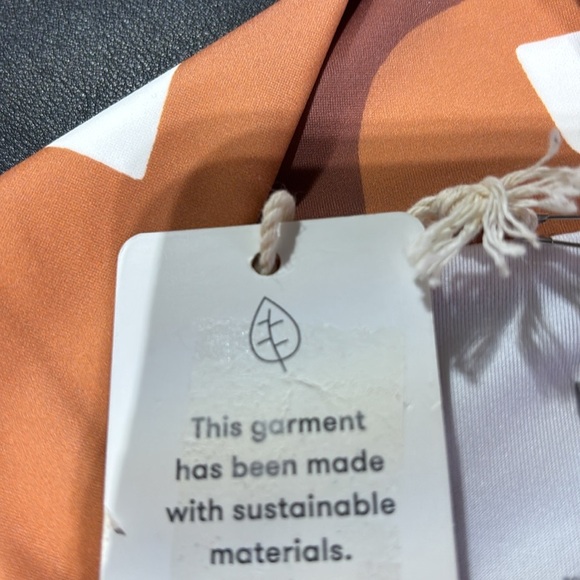 This garment
has been made
with sustainable
materials.